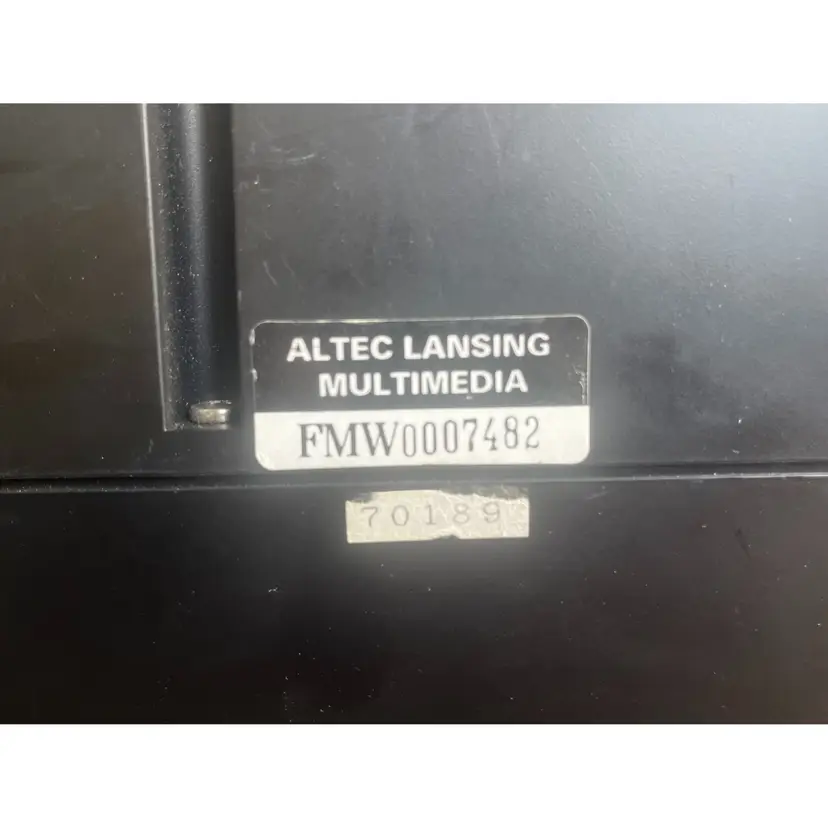 ALTEC LANSING
MULTIMEDIA
FMW0007482
70189